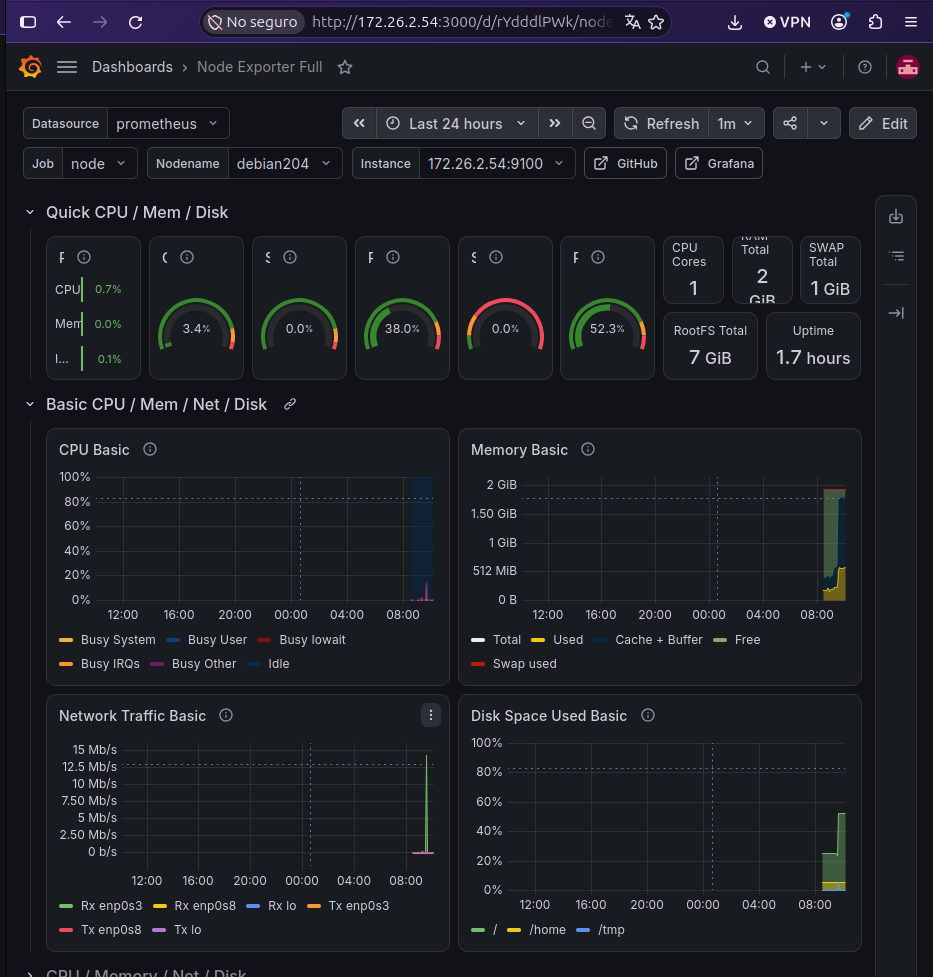 No seguro http://172.26.2.54:3000/d/rYdddlPWk/node VPN
Dashboards › Node Exporter Full
Datasource prometheus Last 24 hours Refresh 1m Edit
Job node Nodename debian204 Instance 172.26.2.54:9100 GitHub Grafana
Quick CPU / Mem / Disk
CPU 0.7%
Mem 0.0%
I... 0.1%
3.4%
0.0%
38.0%
0.0%
52.3%
CPU Cores
1
RAM Total
2 GiB
SWAP Total
1 GiB
RootFS Total
7 GiB
Uptime
1.7 hours
Basic CPU / Mem / Net / Disk
CPU Basic
100%
80%
60%
40%
20%
0%
12:00 16:00 20:00 00:00 04:00 08:00
Busy System Busy User Busy Iowait
Busy IRQs Busy Other Idle
Memory Basic
2 GiB
1.50 GiB
1 GiB
512 MiB
0 B
12:00 16:00 20:00 00:00 04:00 08:00
Total Used Cache + Buffer Free
Swap used
Network Traffic Basic
15 Mb/s
12.5 Mb/s
10 Mb/s
7.50 Mb/s
5 Mb/s
2.50 Mb/s
0 b/s
12:00 16:00 20:00 00:00 04:00 08:00
Rx enp0s3 Rx enp0s8 Rx lo Tx enp0s3
Tx enp0s8 Tx lo
Disk Space Used Basic
100%
80%
60%
40%
20%
0%
12:00 16:00 20:00 00:00 04:00 08:00
/ /home /tmp
CPU / Memory / Net / Disk